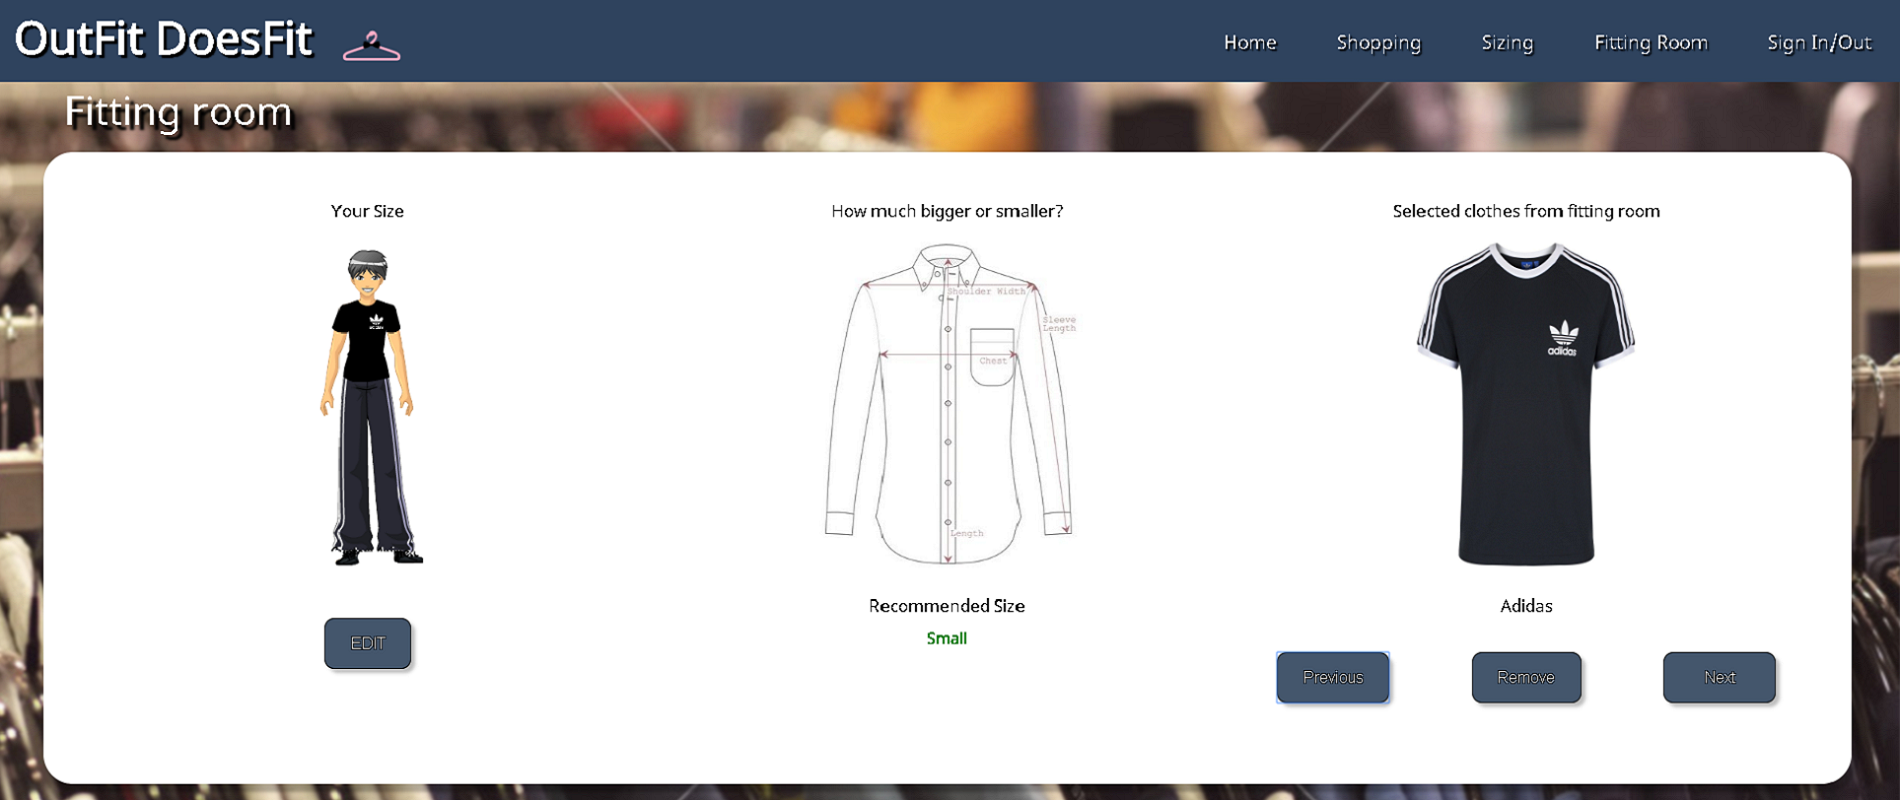 OutFit DoesFit
Home
Shopping
Sizing
Fitting Room
Sign In/Out
Fitting room
Your Size
EDIT
How much bigger or smaller?
Shoulder Width
Sleeve
Length
Chest
Length
Recommended Size
Small
Selected clothes from fitting room
adidas
Adidas
Previous
Remove
Next